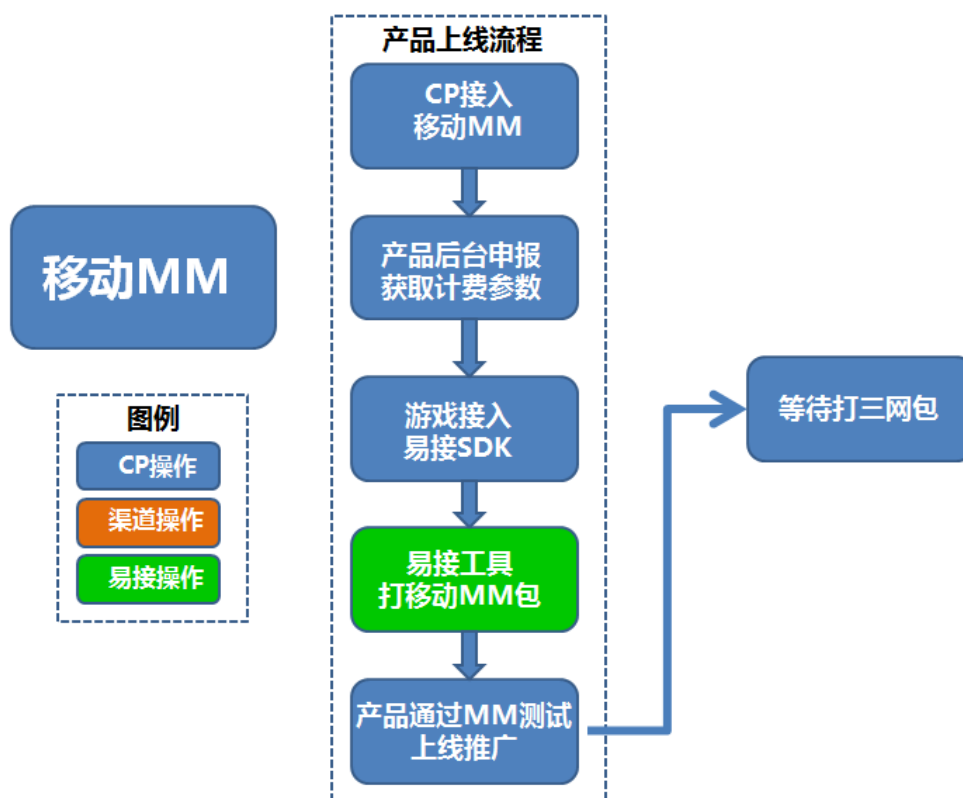 产品上线流程
CP接入
移动MM
产品后台申报
获取计费参数
游戏接入
易接SDK
易接工具
打移动MM包
产品通过MM测试
上线推广
移动MM
图例
CP操作
渠道操作
易接操作
等待打三网包